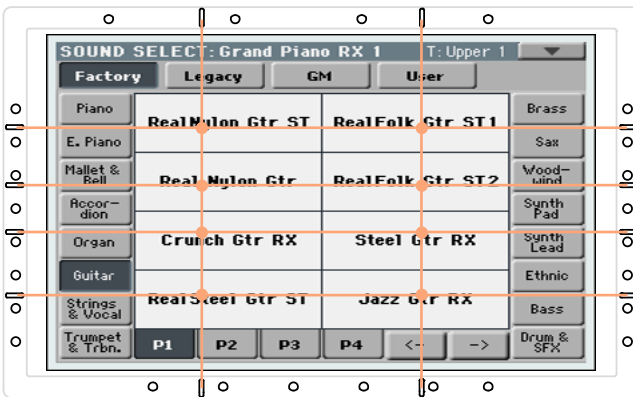 SOUND SELECT: Grand Piano RX 1 T: Upper 1
Factory Legacy GM User
Piano
E. Piano
Mallet &
Bell
Accor-
dion
Organ
Guitar
Strings
& Vocal
Trumpet
& Trbn.
RealNylon Gtr ST RealFolk Gtr ST1
Real Nylon Gtr RealFolk Gtr ST2
Crunch Gtr RX Steel Gtr RX
RealSteel Gtr ST Jazz Gtr RX
Brass
Sax
Wood-
wind
Synth
Pad
Synth
Lead
Ethnic
Bass
Drum &
SFX
P1 P2 P3 P4 <- ->